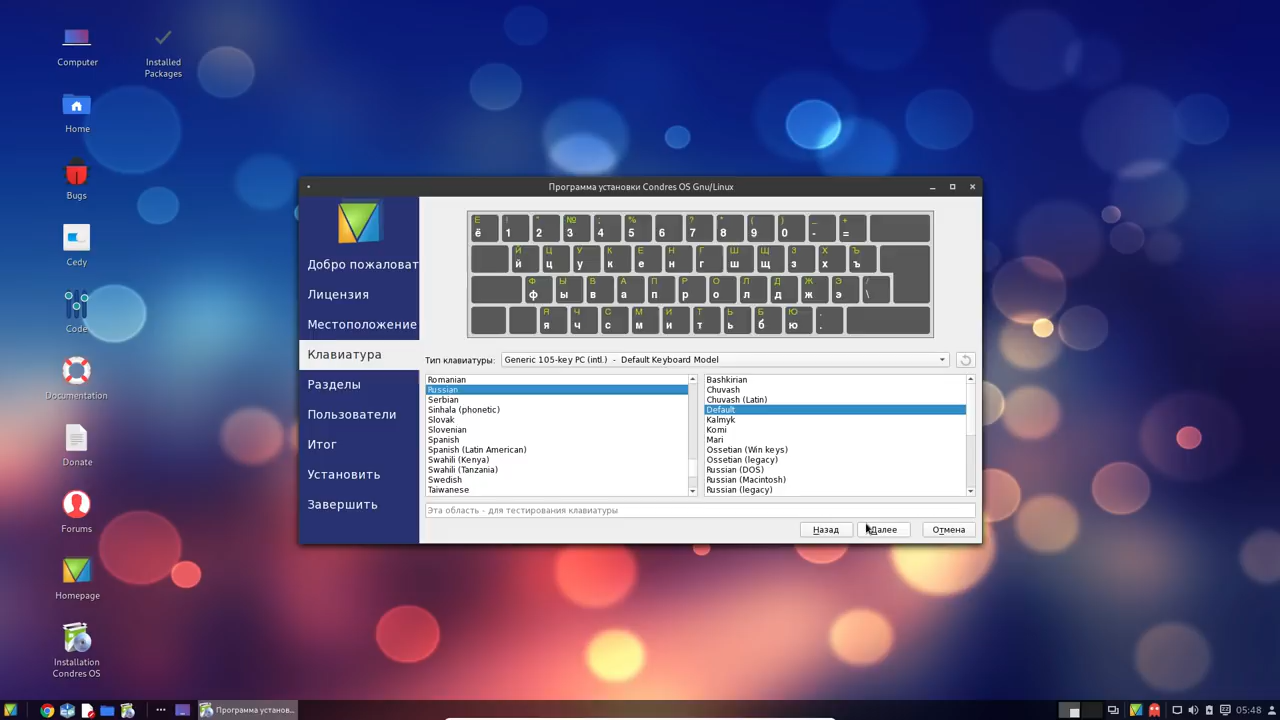 Computer
Installed
Packages
Home
Bugs
Cedy
Code
Documentation
Donate
Forums
Homepage
Installation
Condres OS
Программа установки Condres OS Gnu/Linux
Добро пожаловат
Лицензия
Местоположение
Клавиатура
Разделы
Пользователи
Итог
Установить
Завершить
Ё ! " № ; % ? * ( ) _ +
ё 1 2 3 4 5 6 7 8 9 0 - =
Й Ц У К Е Н Г Ш Щ З Х Ъ
й ц у к е н г ш щ з х ъ
Ф Ы В А П Р О Л Д Ж Э /
ф ы в а п р о л д ж э \
Я Ч С М И Т Ь Б Ю .
я ч с м и т ь б ю .
Тип клавиатуры: Generic 105-key PC (intl.) - Default Keyboard Model
Romanian
Russian
Serbian
Sinhala (phonetic)
Slovak
Slovenian
Spanish
Spanish (Latin American)
Swahili (Kenya)
Swahili (Tanzania)
Swedish
Taiwanese
Bashkirian
Chuvash
Chuvash (Latin)
Default
Kalmyk
Komi
Mari
Ossetian (Win keys)
Ossetian (legacy)
Russian (DOS)
Russian (Macintosh)
Russian (legacy)
Эта область - для тестирования клавиатуры
Назад
Далее
Отмена
Программа установ...
05:48